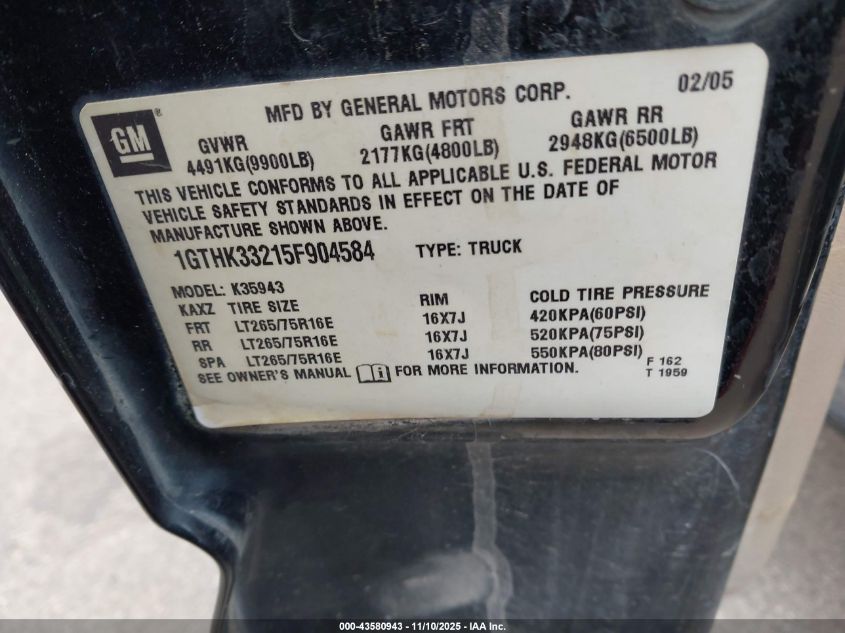 MFD BY GENERAL MOTORS CORP. 02/05
GM®
GVWR GAWR FRT GAWR RR
4491KG(9900LB) 2177KG(4800LB) 2948KG(6500LB)
THIS VEHICLE CONFORMS TO ALL APPLICABLE U.S. FEDERAL MOTOR
VEHICLE SAFETY STANDARDS IN EFFECT ON THE DATE OF
MANUFACTURE SHOWN ABOVE.
1GTHK33215F904584 TYPE: TRUCK
MODEL: K35943
KAXZ TIRE SIZE RIM COLD TIRE PRESSURE
FRT LT265/75R16E 16X7J 420KPA(60PSI)
RR LT265/75R16E 16X7J 520KPA(75PSI)
SPA LT265/75R16E 16X7J 550KPA(80PSI)
SEE OWNER'S MANUAL FOR MORE INFORMATION.
F 162
T 1959
000-43580943 - 11/10/2025 - IAA Inc.